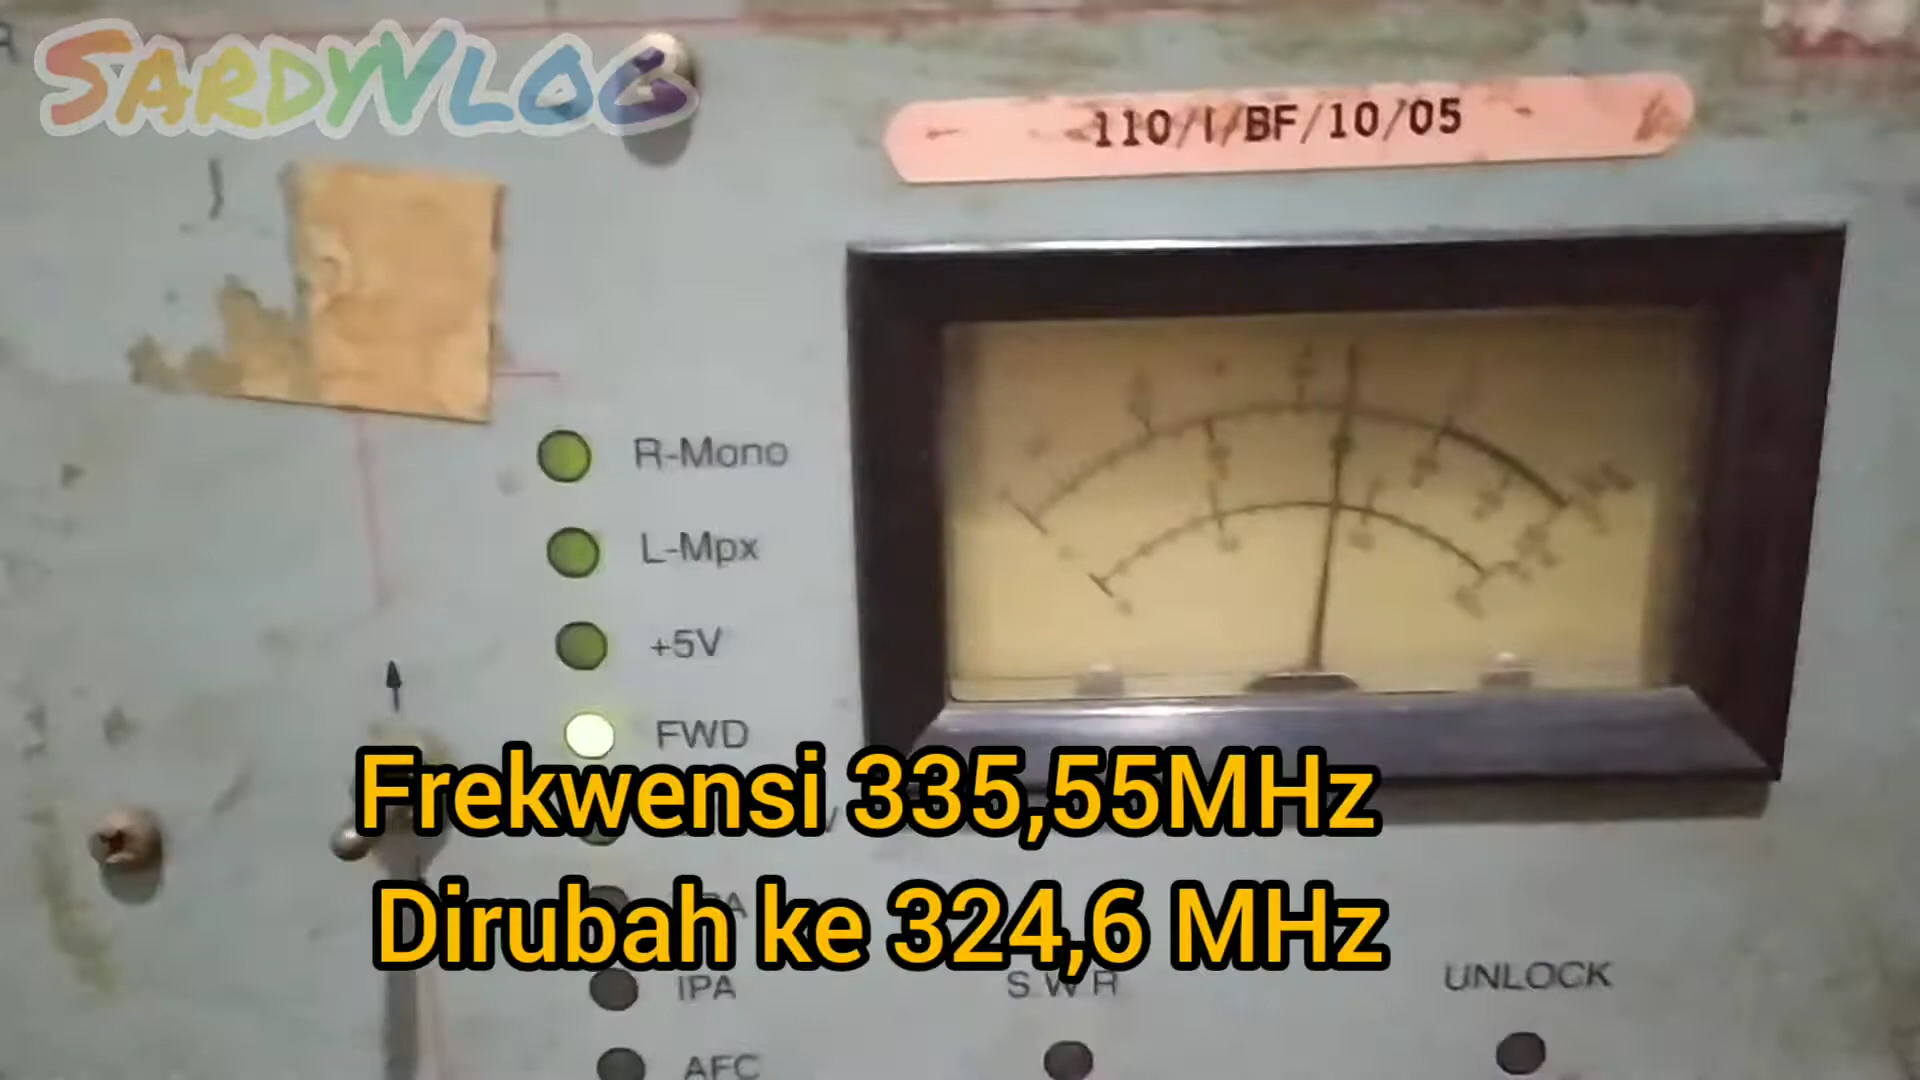 SARDYVLOG
110/I/BF/10/05
R-Mono
L-Mpx
+5V
FWD
Frekwensi 335,55MHz
Dirubah ke 324,6 MHz
IPA
S.W.R
UNLOCK
AFC